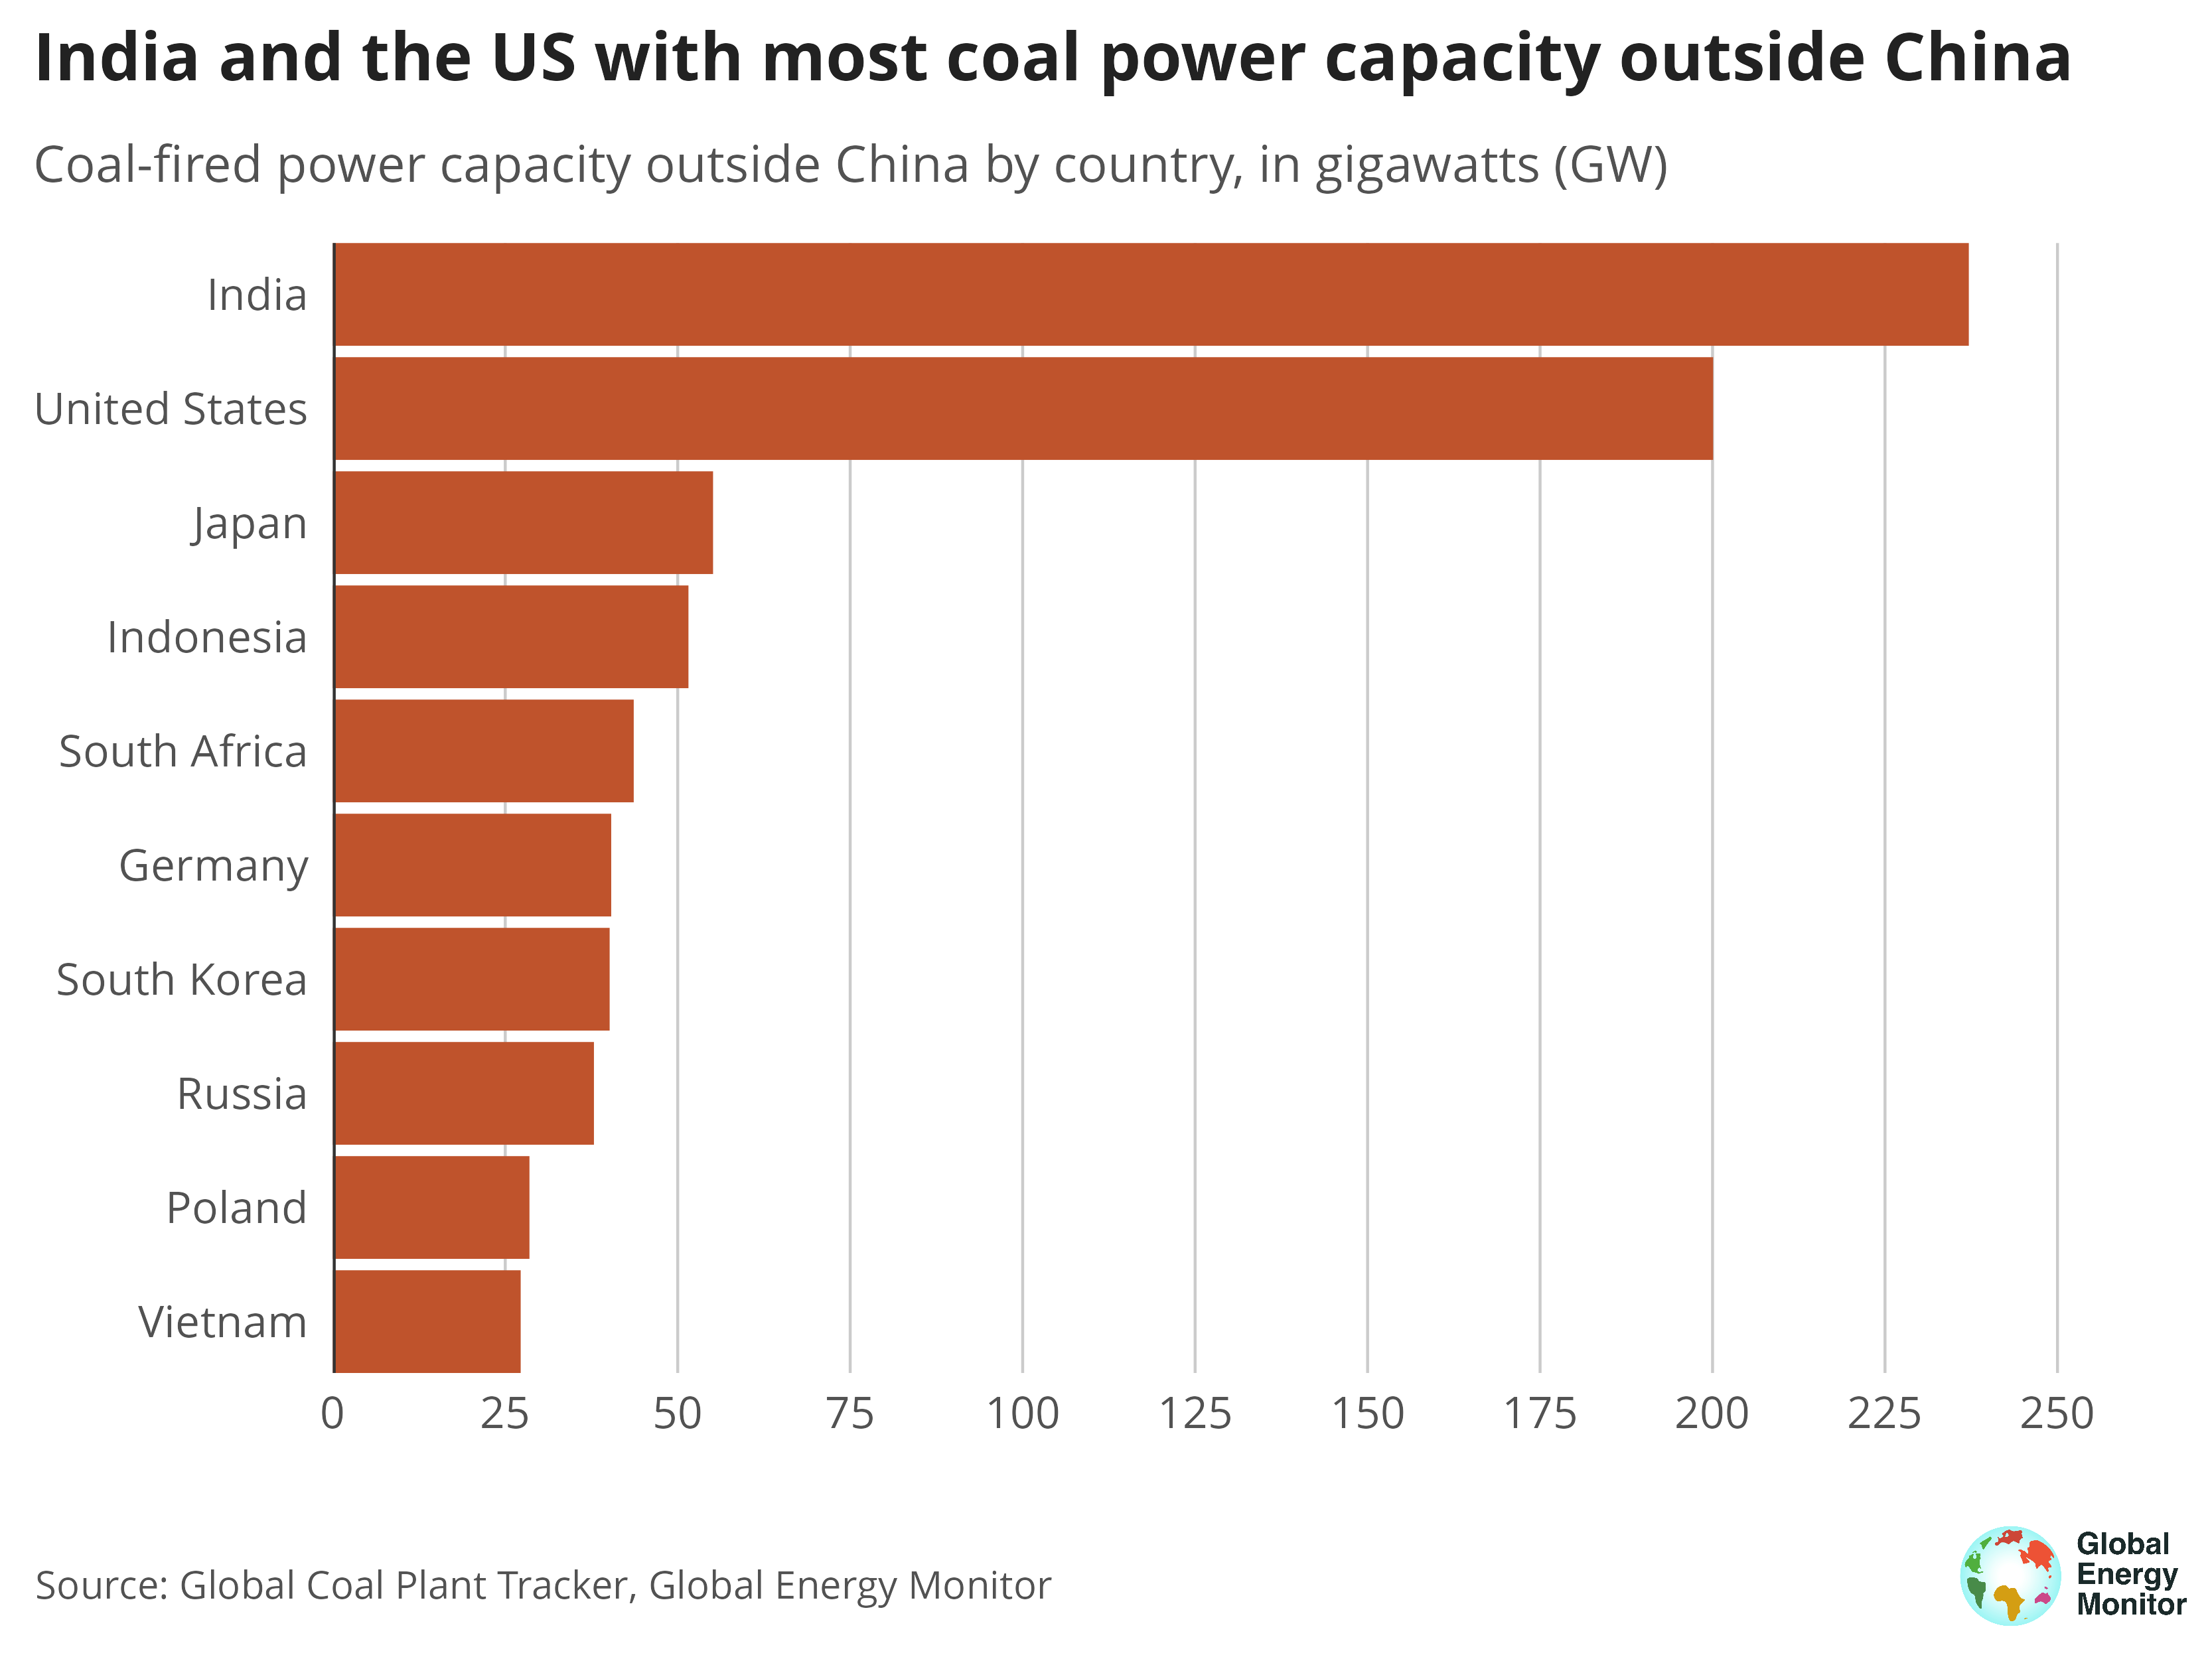 India and the US with most coal power capacity outside China
Coal-fired power capacity outside China by country, in gigawatts (GW)
India
United States
Japan
Indonesia
South Africa
Germany
South Korea
Russia
Poland
Vietnam
0 25 50 75 100 125 150 175 200 225 250
Source: Global Coal Plant Tracker, Global Energy Monitor
Global
Energy
Monitor